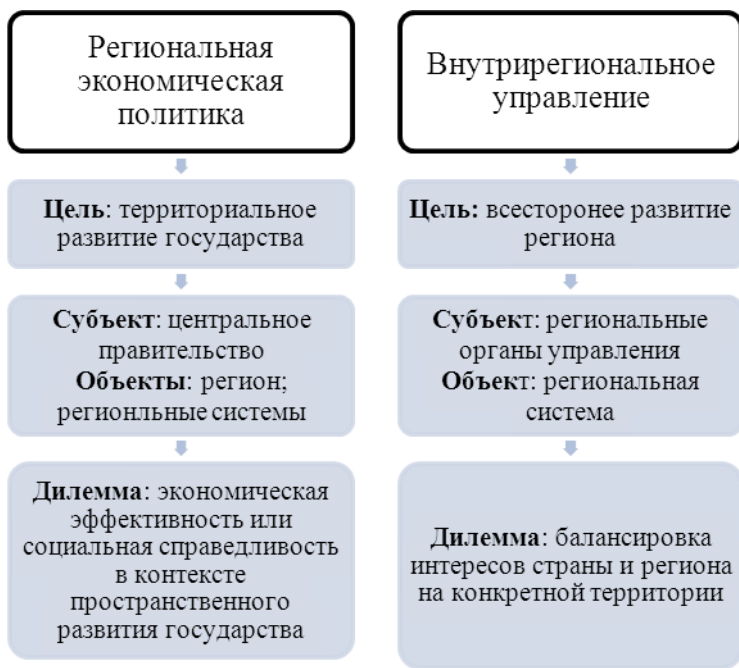 Региональная
экономическая
политика
Цель: территориальное
развитие государства
Субъект: центральное
правительство
Объекты: регион;
регионльные системы
Дилемма: экономическая
эффективность или
социальная справедливость
в контексте
пространственного
развития государства
Внутрирегиональное
управление
Цель: всесторонее развитие
региона
Субъект: региональные
органы управления
Объект: региональная
система
Дилемма: балансировка
интересов страны и региона
на конкретной территории